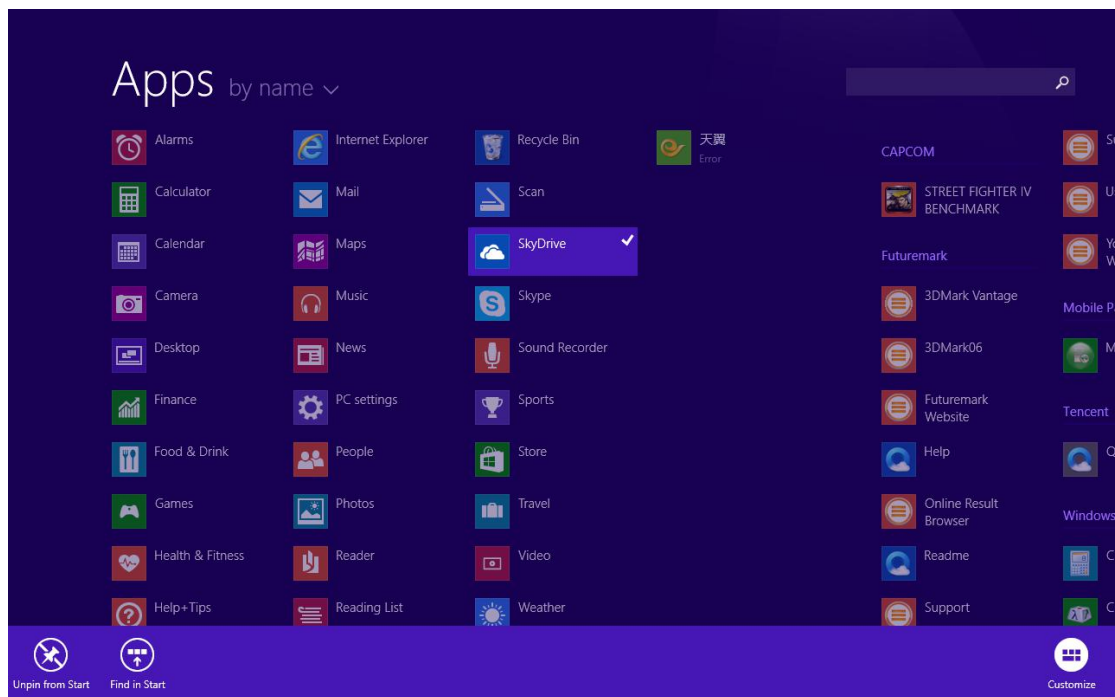 Apps by name
Alarms
Calculator
Calendar
Camera
Desktop
Finance
Food & Drink
Games
Health & Fitness
Help+Tips
Internet Explorer
Mail
Maps
Music
News
PC settings
People
Photos
Reader
Reading List
Recycle Bin
Scan
SkyDrive
Skype
Sound Recorder
Sports
Store
Travel
Video
Weather
天翼
Error
CAPCOM
STREET FIGHTER IV
BENCHMARK
Futuremark
3DMark Vantage
3DMark06
Futuremark
Website
Help
Online Result
Browser
Readme
Support
Mobile
Tencent
Windows
Unpin from Start
Find in Start
Customize